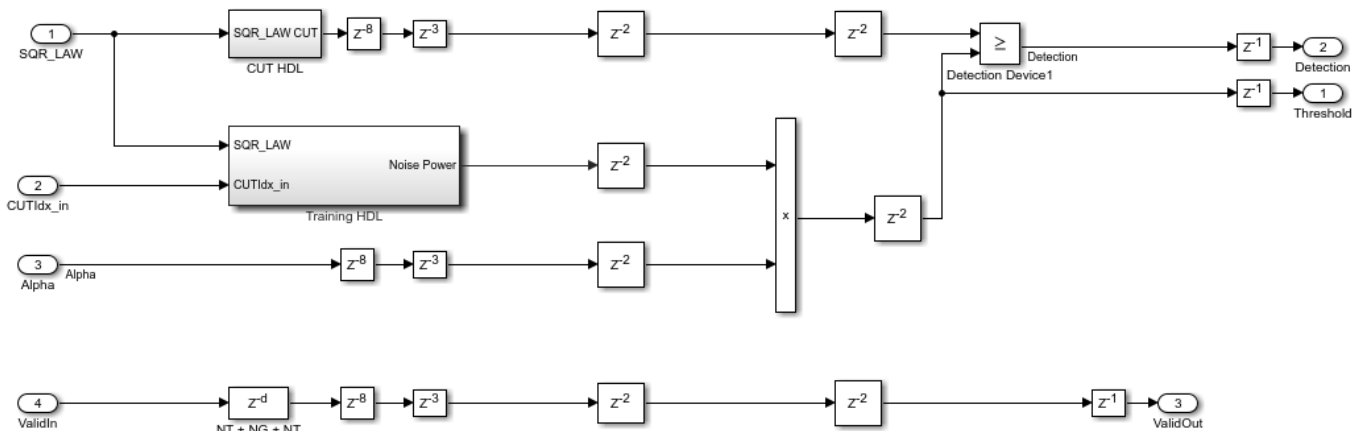 1
SQR_LAW
SQR_LAW CUT
CUT HDL
z-8
z-3
z-2
z-2
≥
Detection Device1
Detection
z-1
2
Detection
z-1
1
Threshold
SQR_LAW
CUTIdx_in
Noise Power
Training HDL
2
CUTIdx_in
z-2
x
z-2
3
Alpha
Alpha
z-8
z-3
z-2
4
ValidIn
z-d
NT + NG + NT
z-8
z-3
z-2
z-2
z-1
3
ValidOut